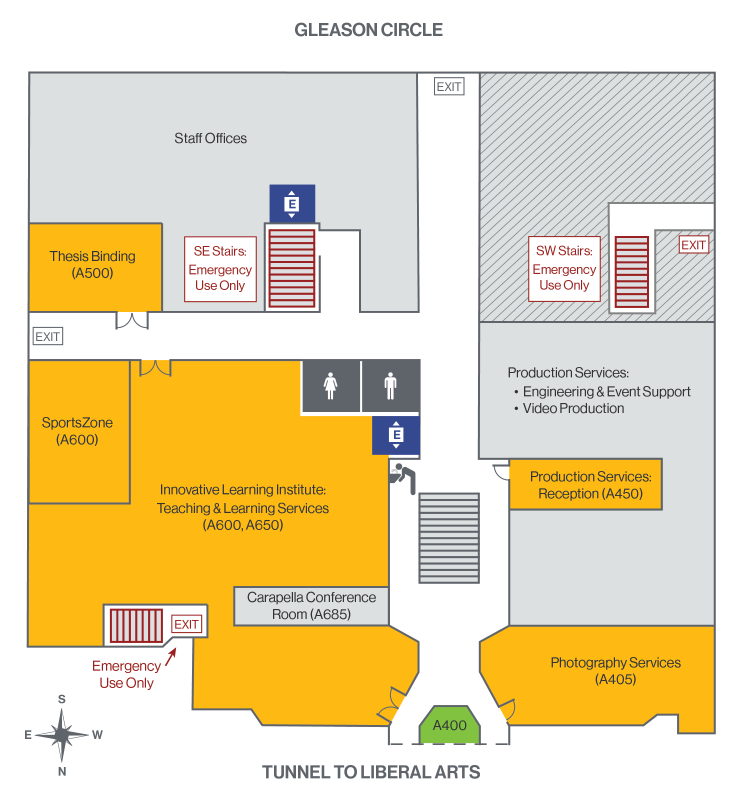 GLEASON CIRCLE
EXIT
Staff Offices
E
Thesis Binding
(A500)
SE Stairs:
Emergency
Use Only
SW Stairs:
Emergency
Use Only
EXIT
EXIT
Production Services:
• Engineering & Event Support
• Video Production
SportsZone
(A600)
E
Innovative Learning Institute:
Teaching & Learning Services
(A600, A650)
Production Services:
Reception (A450)
Carapella Conference
Room (A685)
EXIT
Emergency
Use Only
Photography Services
(A405)
A400
S
E W
N
TUNNEL TO LIBERAL ARTS